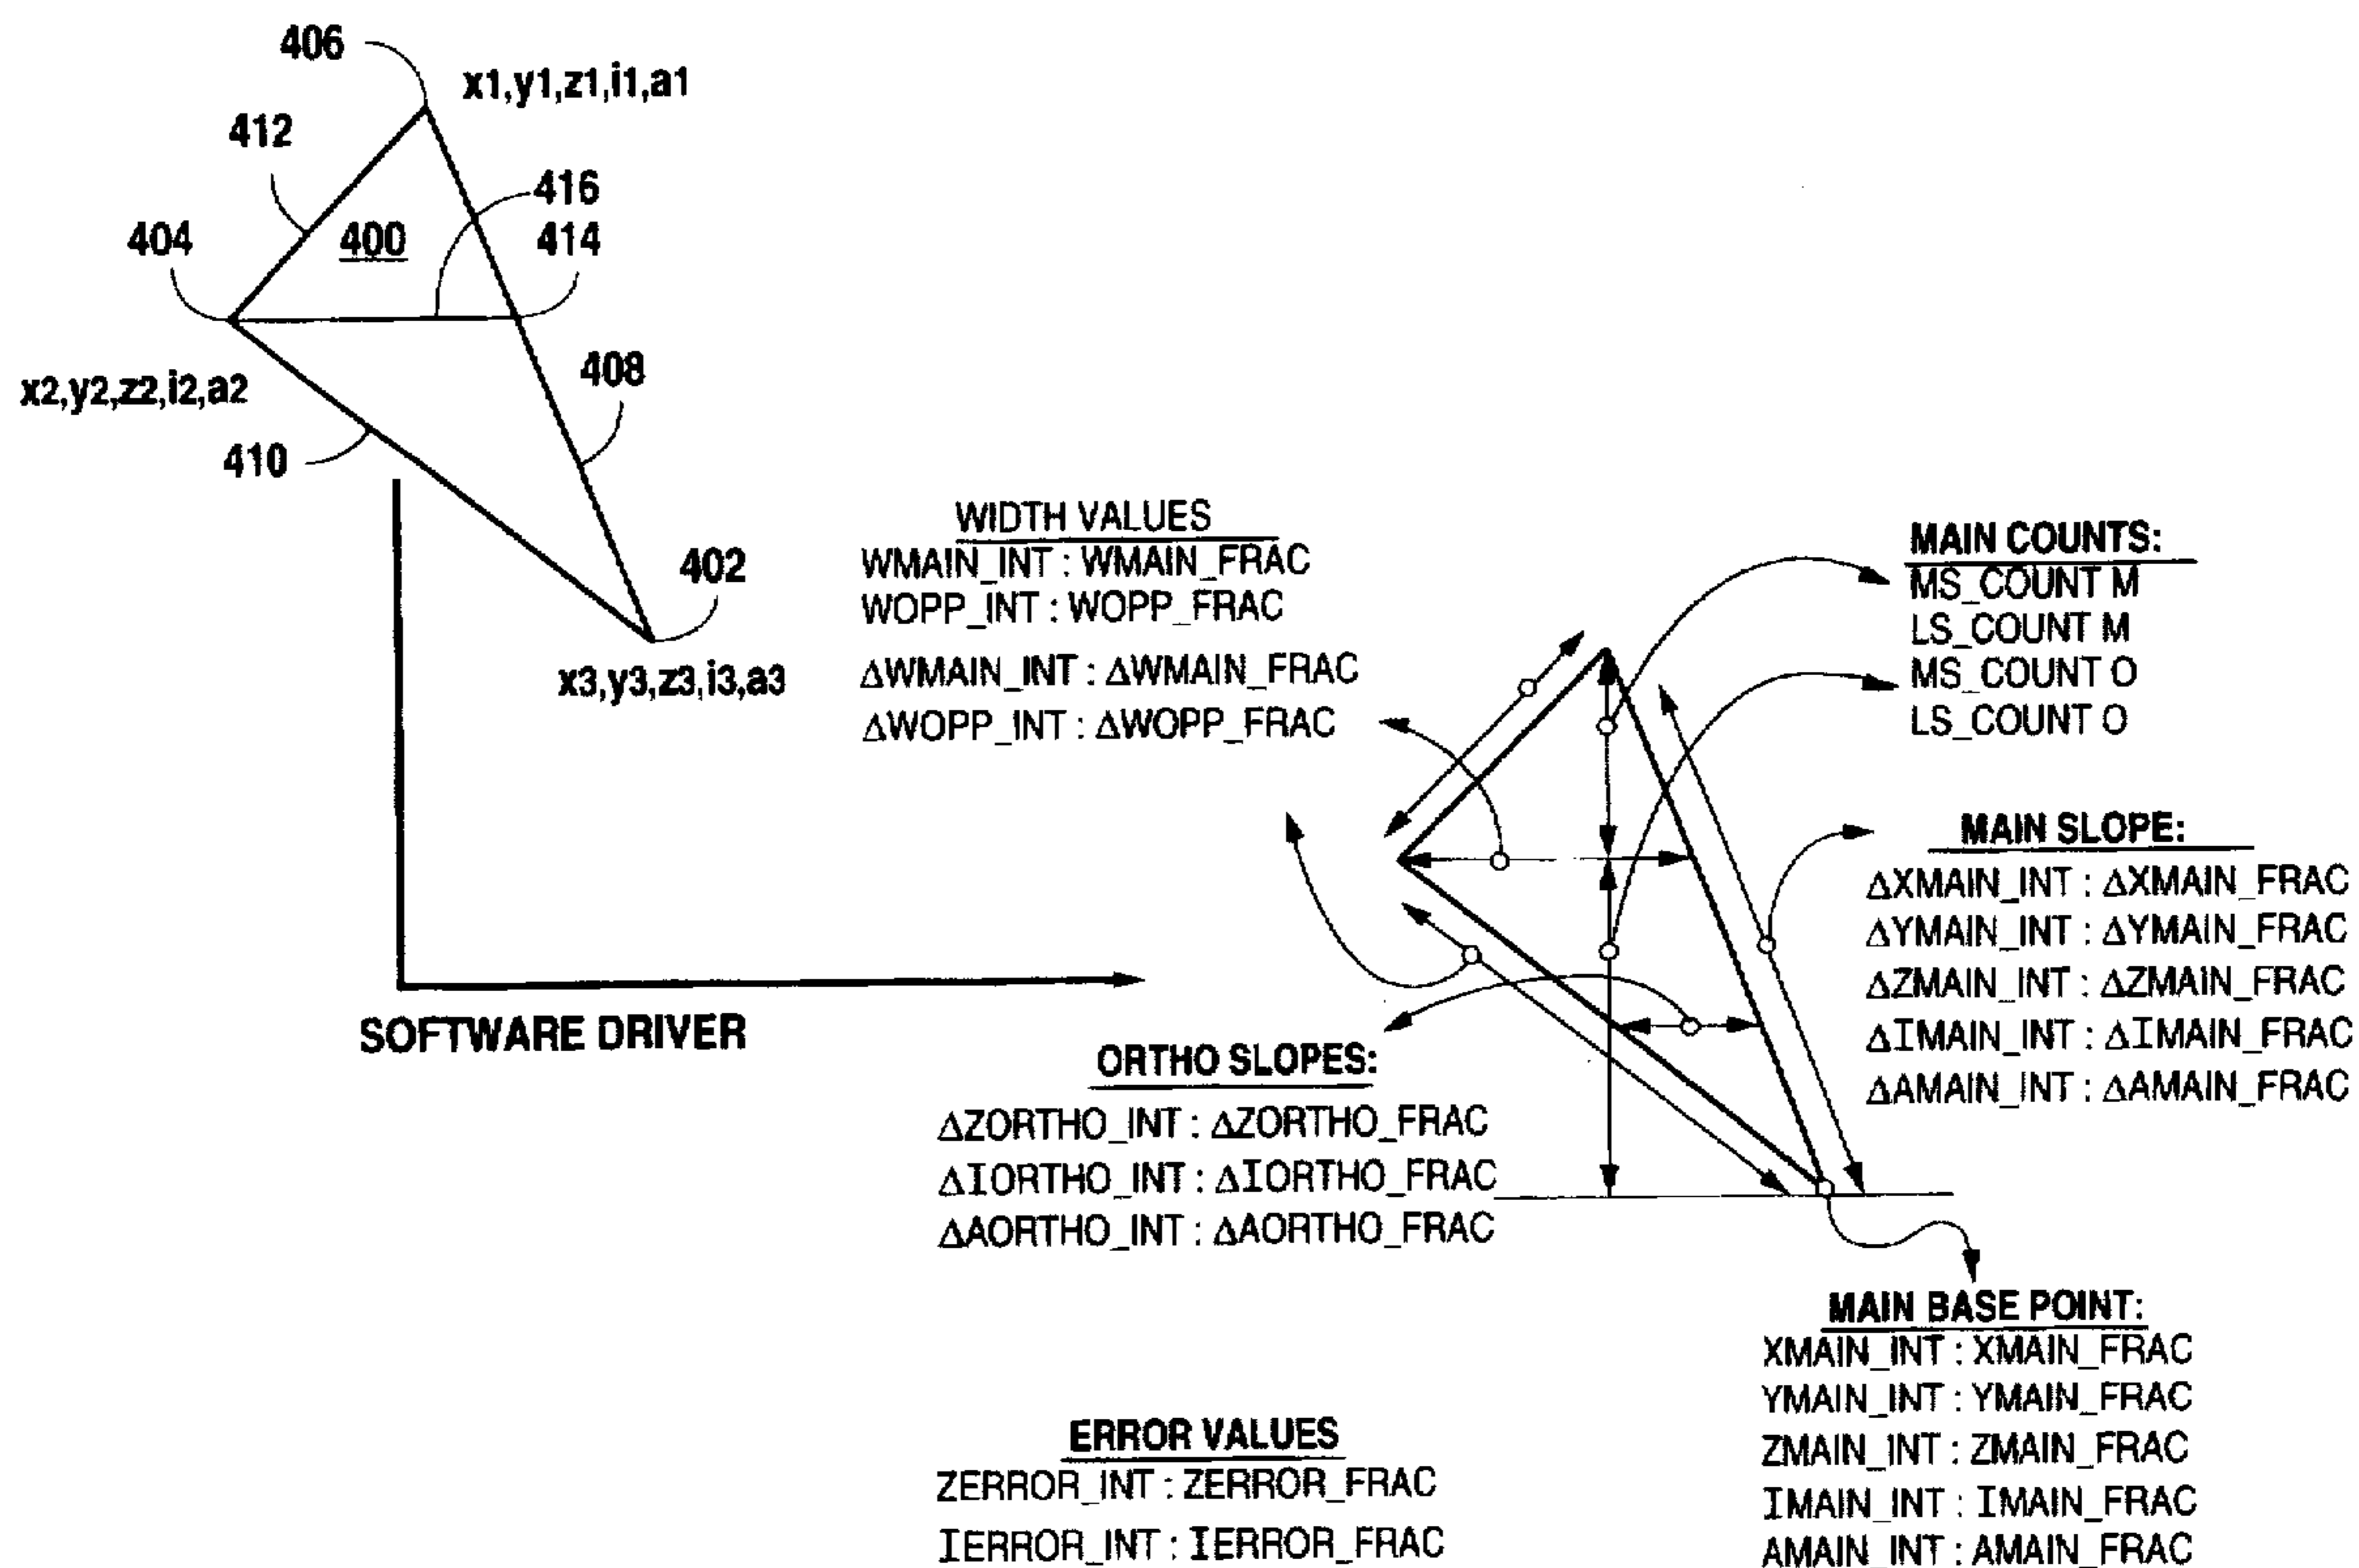 406
x1,y1,z1,i1,a1
412
416
404
400
414
408
x2,y2,z2,i2,a2
410
402
x3,y3,z3,i3,a3
SOFTWARE DRIVER
WIDTH VALUES
WMAIN_INT : WMAIN_FRAC
WOPP_INT : WOPP_FRAC
ΔWMAIN_INT : ΔWMAIN_FRAC
ΔWOPP_INT : ΔWOPP_FRAC
MAIN COUNTS:
MS_COUNT M
LS_COUNT M
MS_COUNT O
LS_COUNT O
MAIN SLOPE:
ΔXMAIN_INT : ΔXMAIN_FRAC
ΔYMAIN_INT : ΔYMAIN_FRAC
ΔZMAIN_INT : ΔZMAIN_FRAC
ΔIMAIN_INT : ΔIMAIN_FRAC
ΔAMAIN_INT : ΔAMAIN_FRAC
ORTHO SLOPES:
ΔZORTHO_INT : ΔZORTHO_FRAC
ΔIORTHO_INT : ΔIORTHO_FRAC
ΔAORTHO_INT : ΔAORTHO_FRAC
MAIN BASE POINT:
XMAIN_INT : XMAIN_FRAC
YMAIN_INT : YMAIN_FRAC
ZMAIN_INT : ZMAIN_FRAC
IMAIN_INT : IMAIN_FRAC
AMAIN_INT : AMAIN_FRAC
ERROR VALUES
ZERROR_INT : ZERROR_FRAC
IERROR_INT : IERROR_FRAC